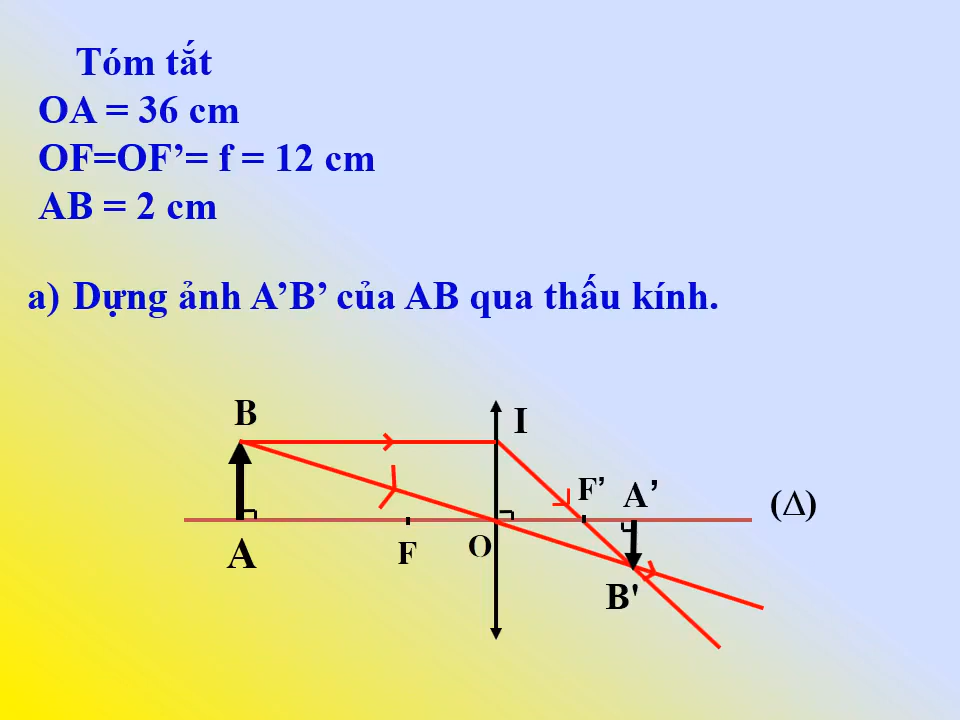 Tóm tắt
OA = 36 cm
OF=OF’= f = 12 cm
AB = 2 cm
a) Dựng ảnh A’B’ của AB qua thấu kính.
B
I
F’
A’
(∆)
A
F
O
B'